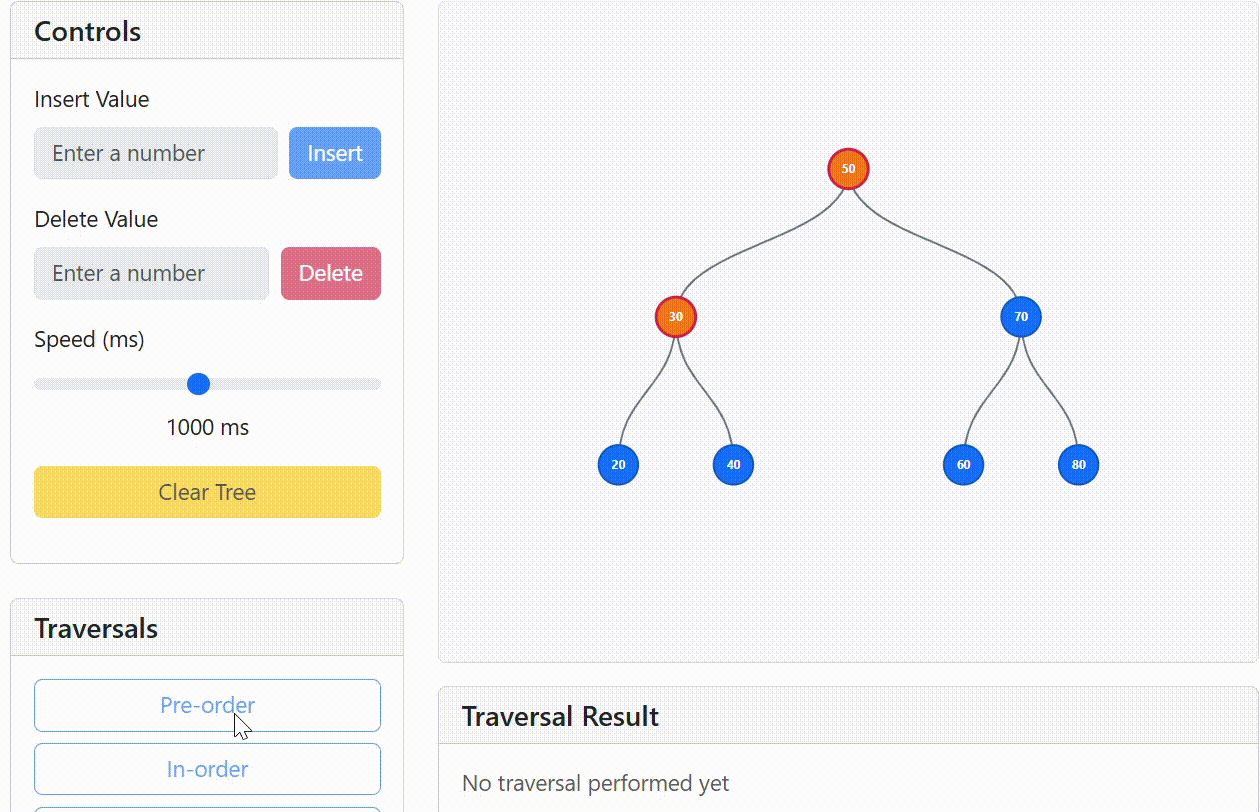 Controls
Insert Value
Enter a number
Insert
Delete Value
Enter a number
Delete
Speed (ms)
1000 ms
Clear Tree
Traversals
Pre-order
In-order
50
30
70
20
40
60
80
Traversal Result
No traversal performed yet